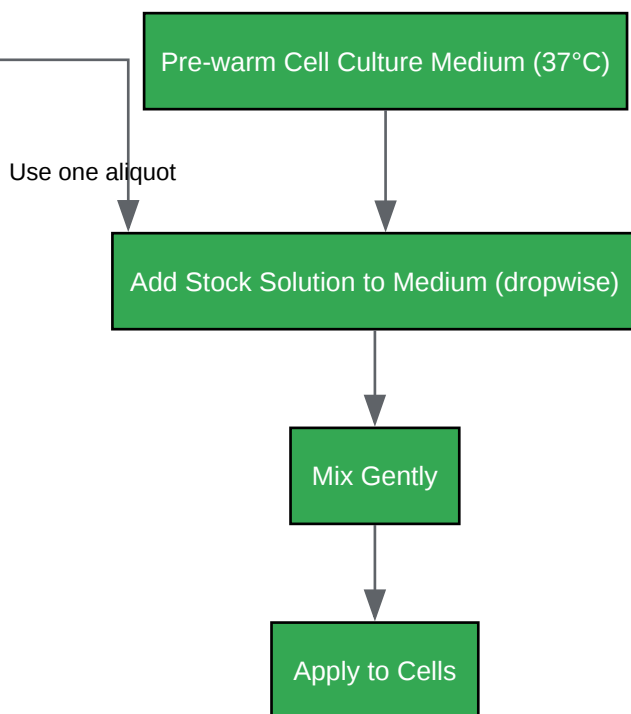 Pre-warm Cell Culture Medium (37°C)
Use one aliquot
Add Stock Solution to Medium (dropwise)
Mix Gently
Apply to Cells